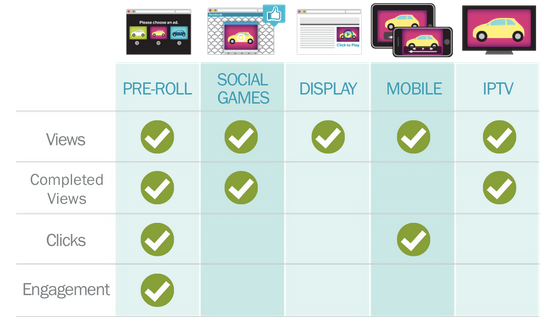 Please choose an ad.
Click to Play
PRE-ROLL
SOCIAL
GAMES
DISPLAY
MOBILE
IPTV
Views
Completed
Views
Clicks
Engagement